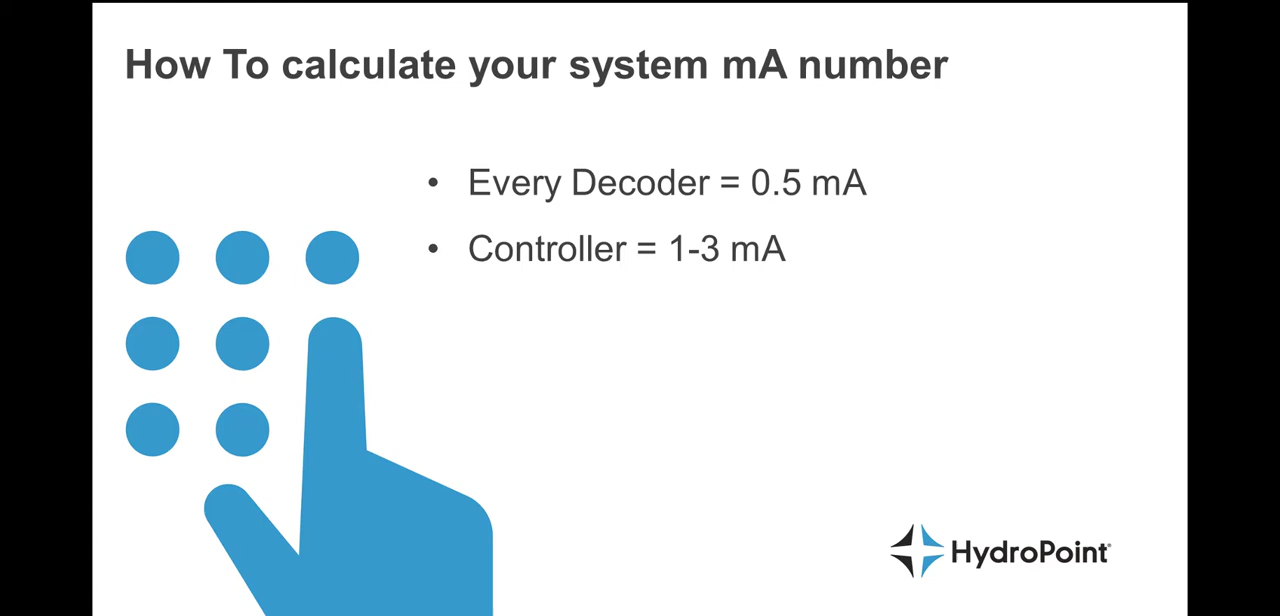 How To calculate your system mA number
• Every Decoder = 0.5 mA
• Controller = 1-3 mA
HydroPoint®